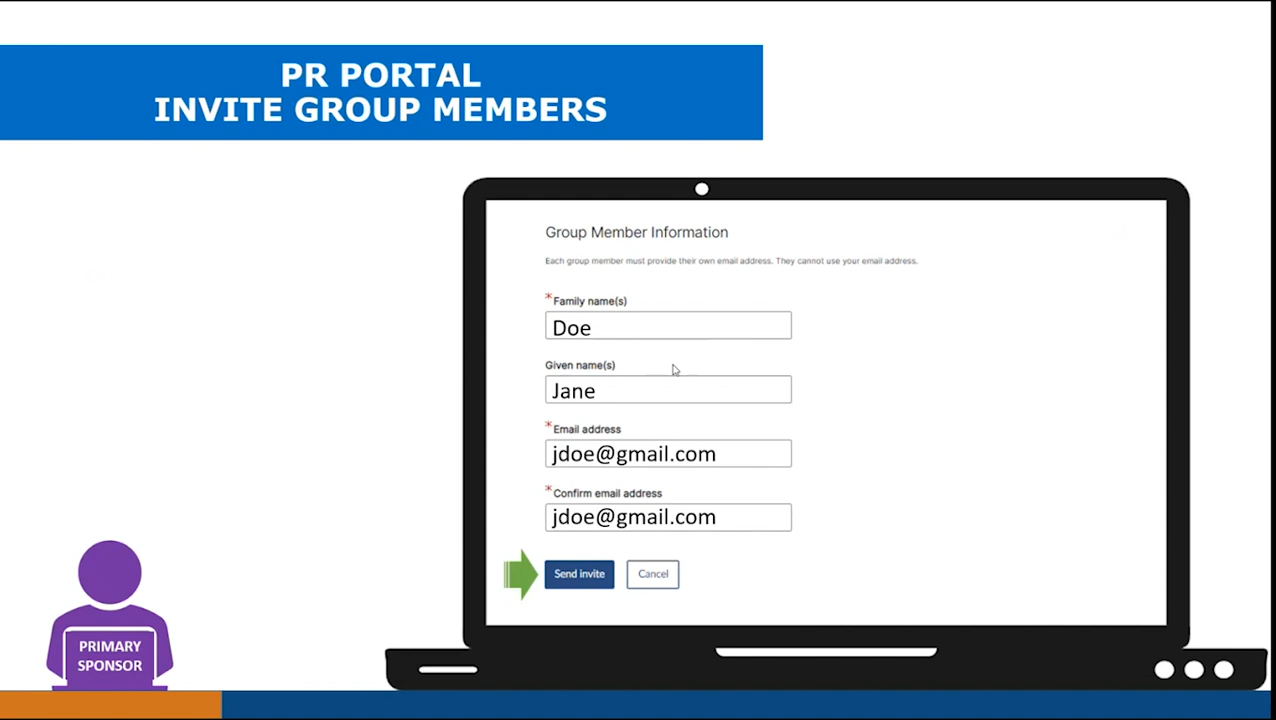 PR PORTAL
INVITE GROUP MEMBERS
Group Member Information
Each group member must provide their own email address. They cannot use your email address.
*Family name(s)
Doe
Given name(s)
Jane
*Email address
jdoe@gmail.com
*Confirm email address
jdoe@gmail.com
Send invite Cancel
PRIMARY
SPONSOR